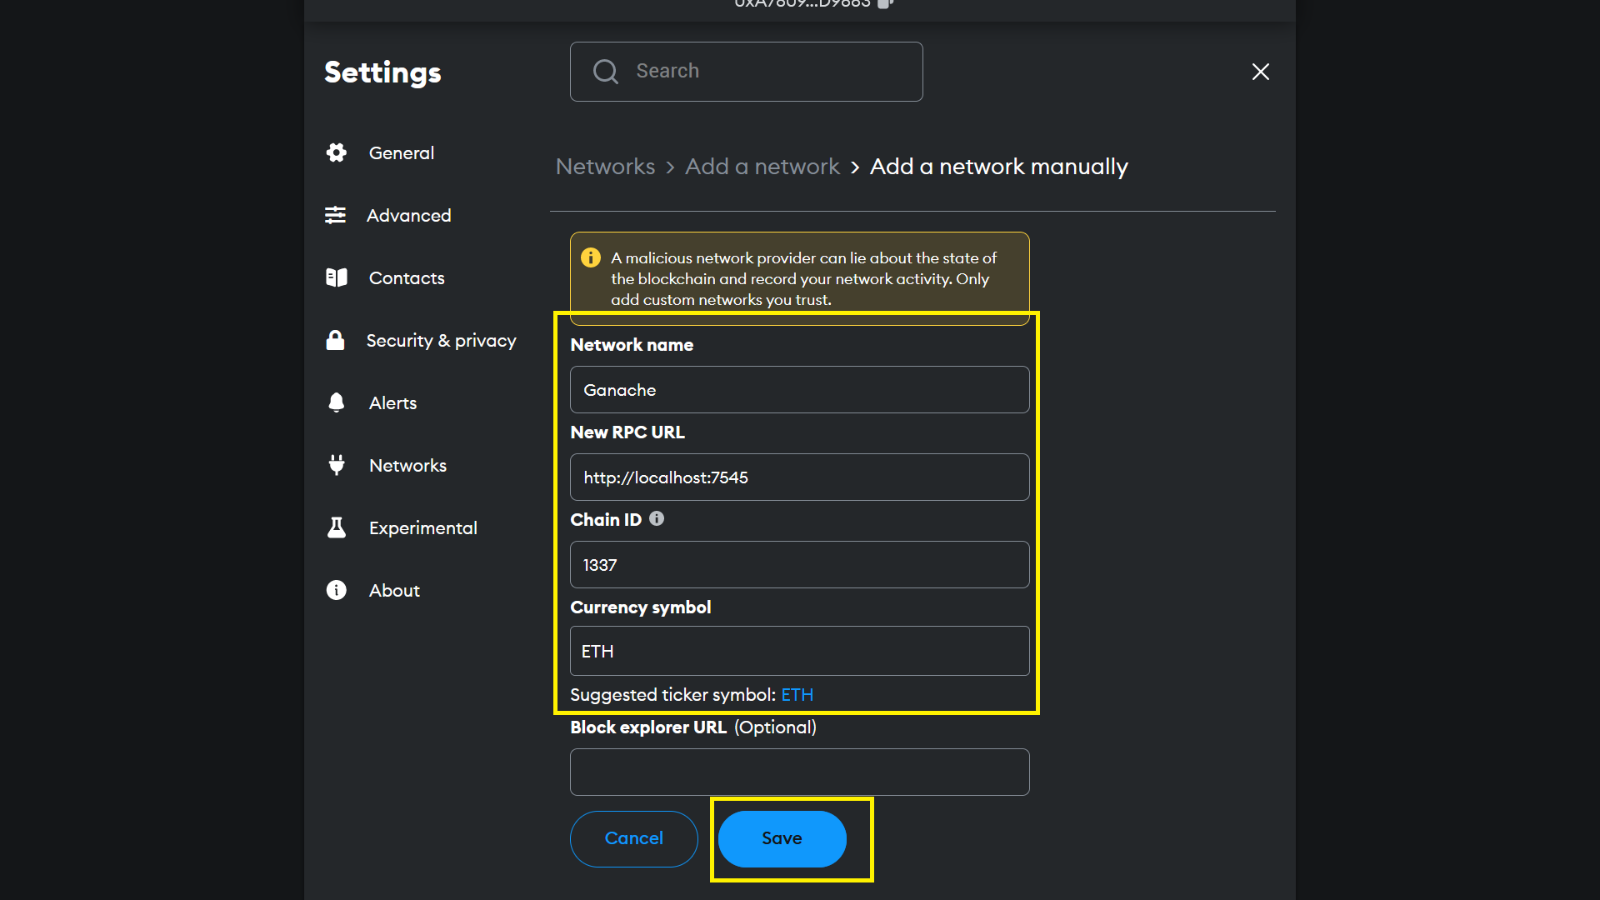 Settings
Search
General
Advanced
Contacts
Security & privacy
Alerts
Networks
Experimental
About
Networks > Add a network > Add a network manually
A malicious network provider can lie about the state of
the blockchain and record your network activity. Only
add custom networks you trust.
Network name
Ganache
New RPC URL
http://localhost:7545
Chain ID
1337
Currency symbol
ETH
Suggested ticker symbol: ETH
Block explorer URL (Optional)
Cancel
Save